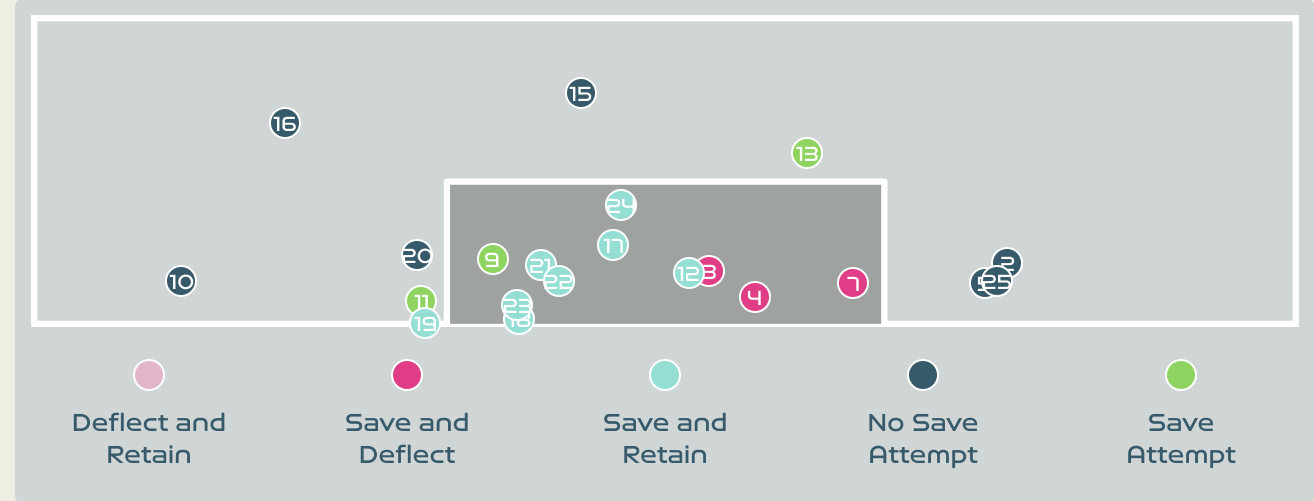 15
16
13
24
17
20
9
21
12
3
2
10
22
5
25
7
4
11
23
19
18
Deflect and
Retain
Save and
Deflect
Save and
Retain
No Save
Attempt
Save
Attempt